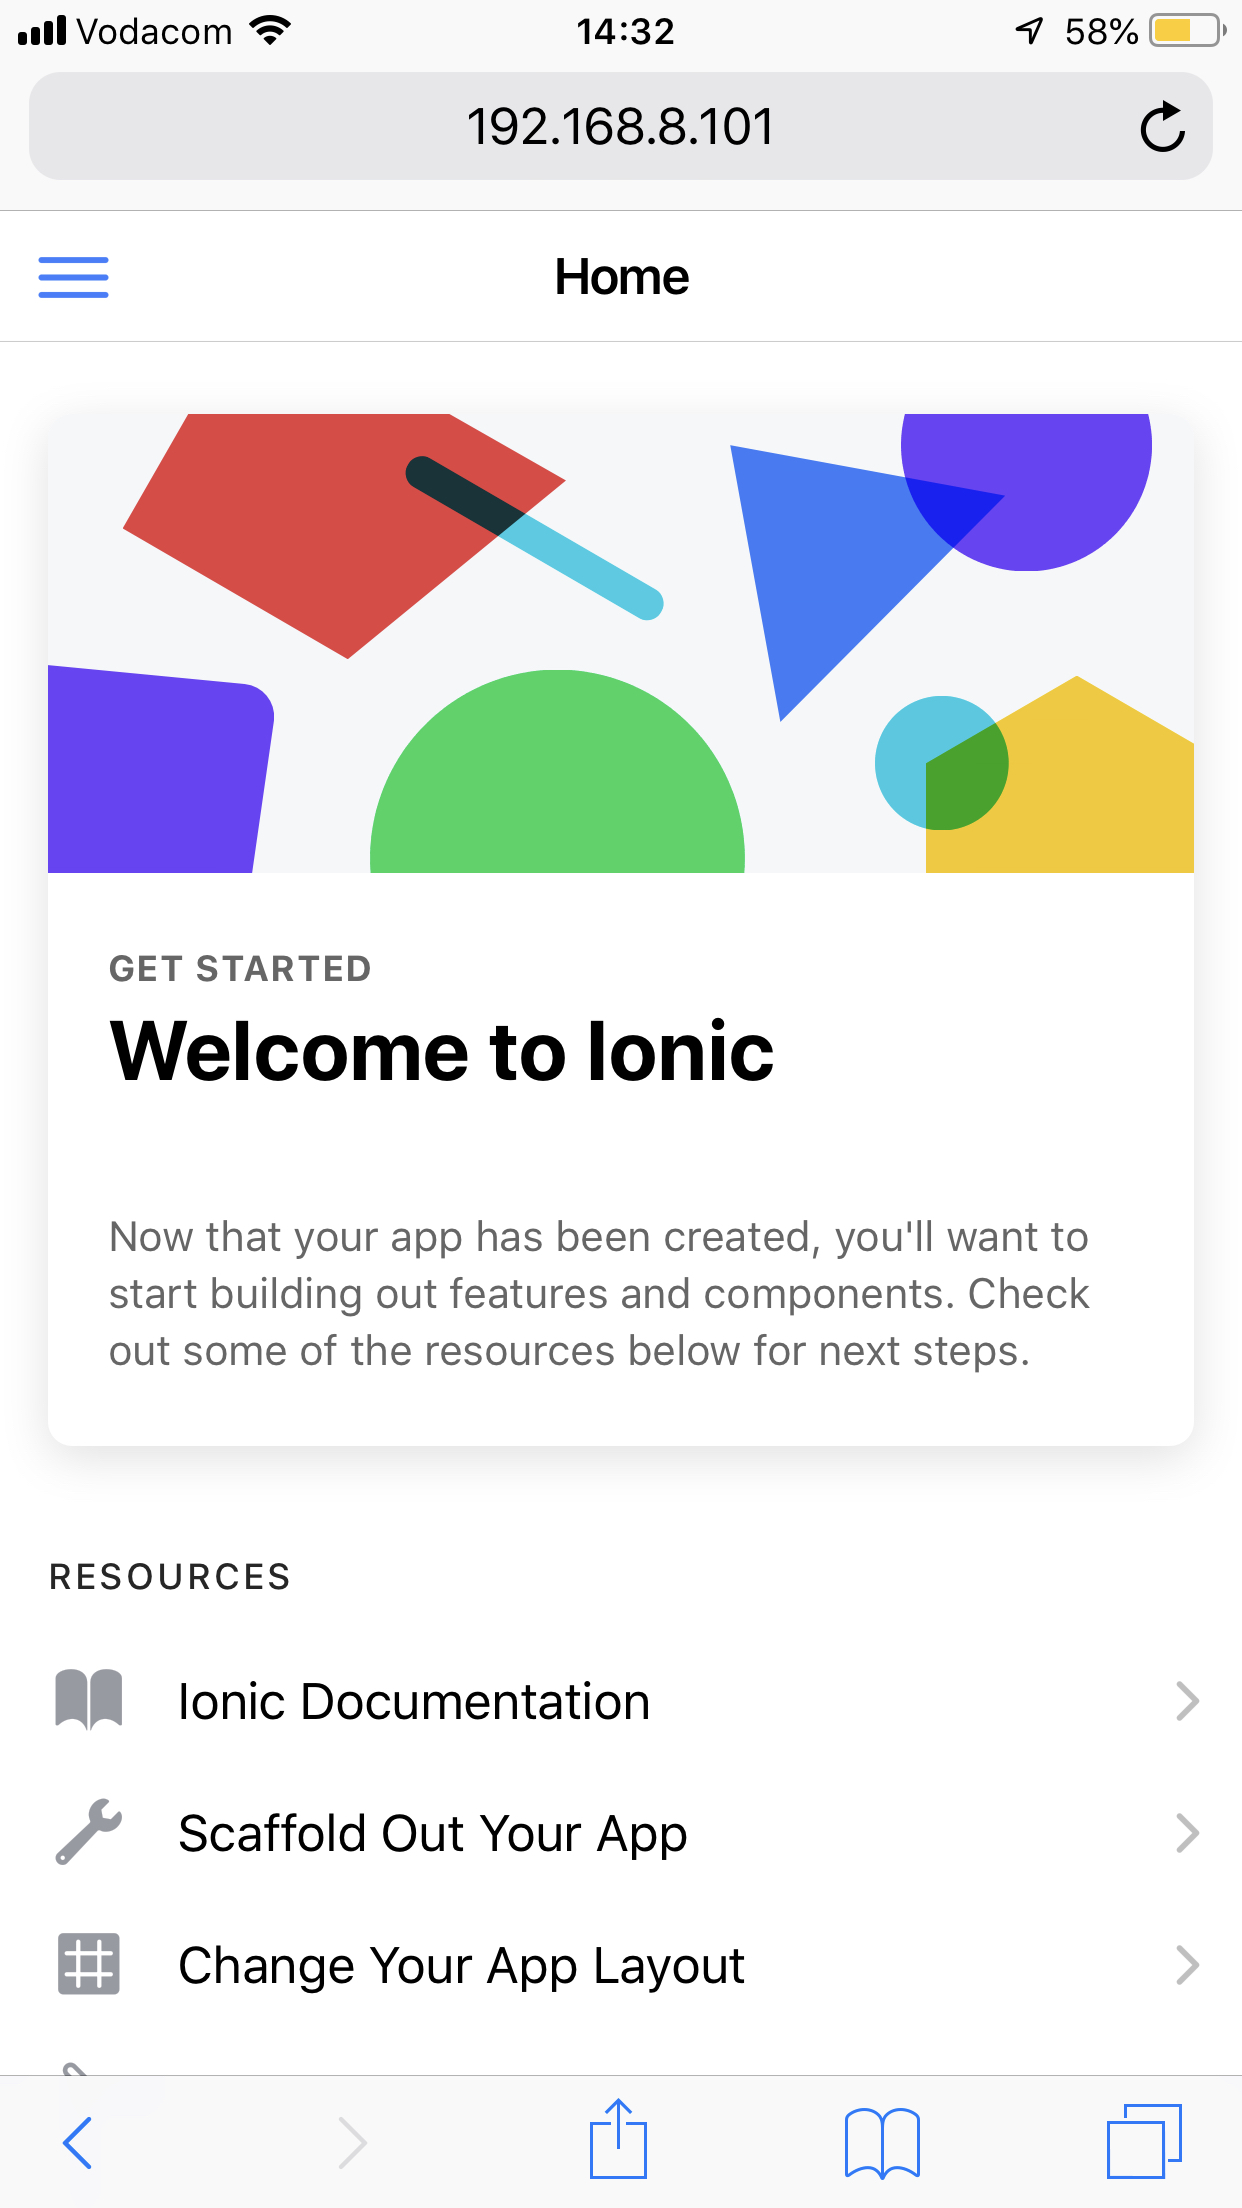 Vodacom 14:32 58%
192.168.8.101
Home
GET STARTED
Welcome to Ionic
Now that your app has been created, you'll want to
start building out features and components. Check
out some of the resources below for next steps.
RESOURCES
Ionic Documentation
Scaffold Out Your App
Change Your App Layout